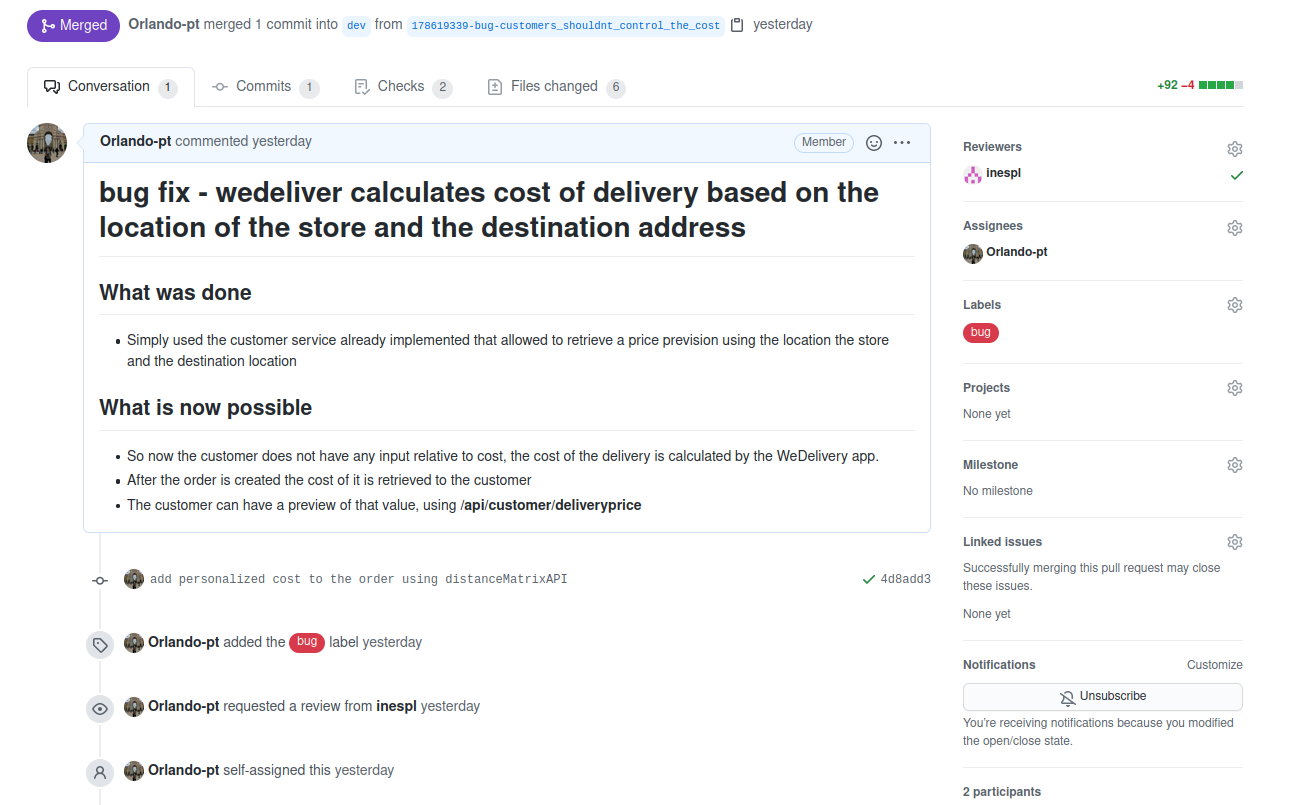 Merged Orlando-pt merged 1 commit into dev from 178619339-bug-customers_shouldnt_control_the_cost yesterday
Conversation 1 Commits 1 Checks 2 Files changed 6 +92 −4
Orlando-pt commented yesterday Member
bug fix - wedeliver calculates cost of delivery based on the
location of the store and the destination address
What was done
• Simply used the customer service already implemented that allowed to retrieve a price prevision using the location the store
and the destination location
What is now possible
• So now the customer does not have any input relative to cost, the cost of the delivery is calculated by the WeDelivery app.
• After the order is created the cost of it is retrieved to the customer
• The customer can have a preview of that value, using /api/customer/deliveryprice
add personalized cost to the order using distanceMatrixAPI 4d8add3
Orlando-pt added the bug label yesterday
Orlando-pt requested a review from inespl yesterday
Orlando-pt self-assigned this yesterday
Reviewers
inespl
Assignees
Orlando-pt
Labels
bug
Projects
None yet
Milestone
No milestone
Linked issues
Successfully merging this pull request may close
these issues.
None yet
Notifications Customize
Unsubscribe
You're receiving notifications because you modified
the open/close state.
2 participants